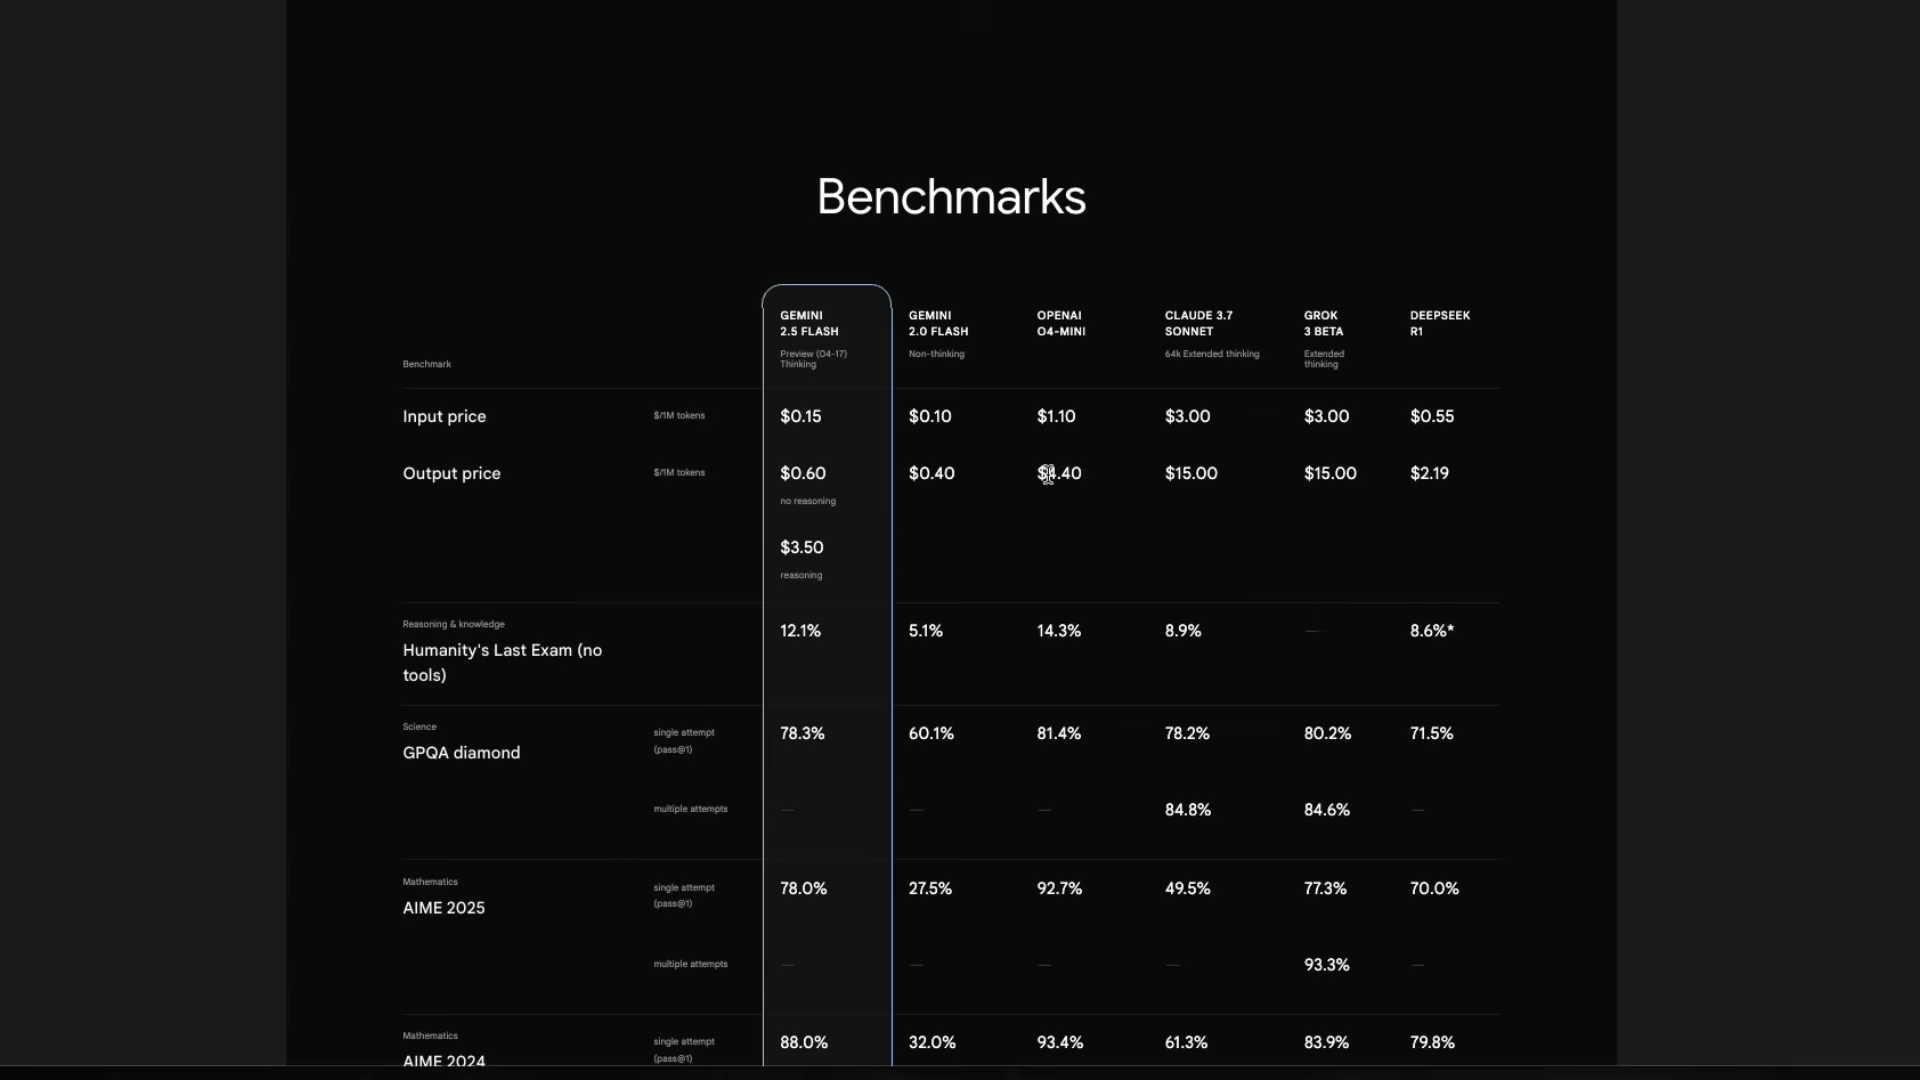 Benchmarks
Benchmark
GEMINI
2.5 FLASH
Preview (04-17)
Thinking
GEMINI
2.0 FLASH
Non-thinking
OPENAI
O4-MINI
CLAUDE 3.7
SONNET
64k Extended thinking
GROK
3 BETA
Extended
thinking
DEEPSEEK
R1
Input price $/1M tokens $0.15 $0.10 $1.10 $3.00 $3.00 $0.55
Output price $/1M tokens $0.60 $0.40 $4.40 $15.00 $15.00 $2.19
no reasoning
$3.50
reasoning
Reasoning & knowledge
Humanity's Last Exam (no
tools)
12.1% 5.1% 14.3% 8.9% — 8.6%*
Science
GPQA diamond
single attempt
(pass@1)
78.3% 60.1% 81.4% 78.2% 80.2% 71.5%
multiple attempts — — — 84.8% 84.6% —
Mathematics
AIME 2025
single attempt
(pass@1)
78.0% 27.5% 92.7% 49.5% 77.3% 70.0%
multiple attempts — — — — 93.3% —
Mathematics
AIME 2024
single attempt
(pass@1)
88.0% 32.0% 93.4% 61.3% 83.9% 79.8%